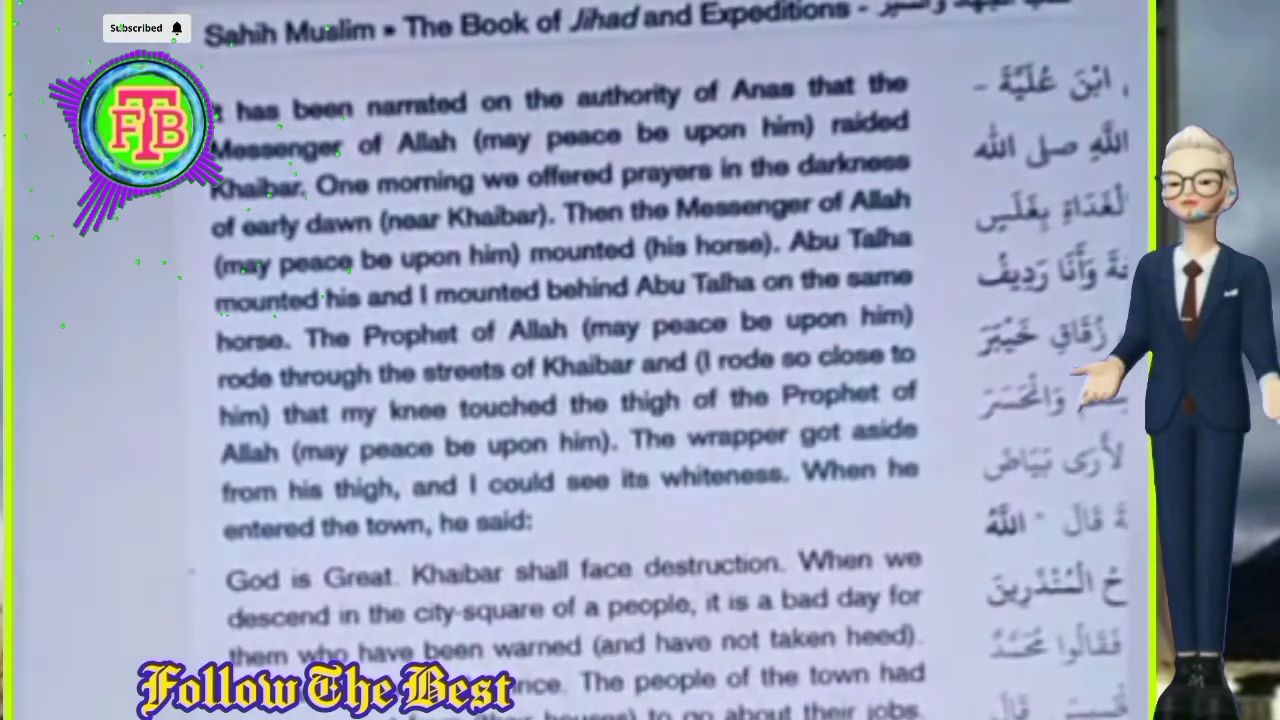 Subscribed
FTB
Sahih Muslim • The Book of Jihad and Expeditions -
It has been narrated on the authority of Anas that the
Messenger of Allah (may peace be upon him) raided
Khaibar. One morning we offered prayers in the darkness
of early dawn (near Khaibar). Then the Messenger of Allah
(may peace be upon him) mounted (his horse). Abu Talha
mounted his and I mounted behind Abu Talha on the same
horse. The Prophet of Allah (may peace be upon him)
rode through the streets of Khaibar and (I rode so close to
him) that my knee touched the thigh of the Prophet of
Allah (may peace be upon him). The wrapper got aside
from his thigh, and I could see its whiteness. When he
entered the town, he said:
God is Great. Khaibar shall face destruction. When we
descend in the city-square of a people, it is a bad day for
them who have been warned (and have not taken heed).
The people of the town had
(their houses) to go about their jobs.
ابْنَ عُلَيَّةَ -
اللَّهِ صلى الله
الْغَدَاةِ بِغَلَسٍ
وَأَنَا رَدِيفُ
زُقَاقِ خَيْبَرَ
وَانْحَسَرَ
لأَرَى بَيَاضَ
قَالَ " اللَّهُ
الْمُنْذَرِينَ
فَقَالُوا مُحَمَّدٌ
قَالَ
Follow The Best